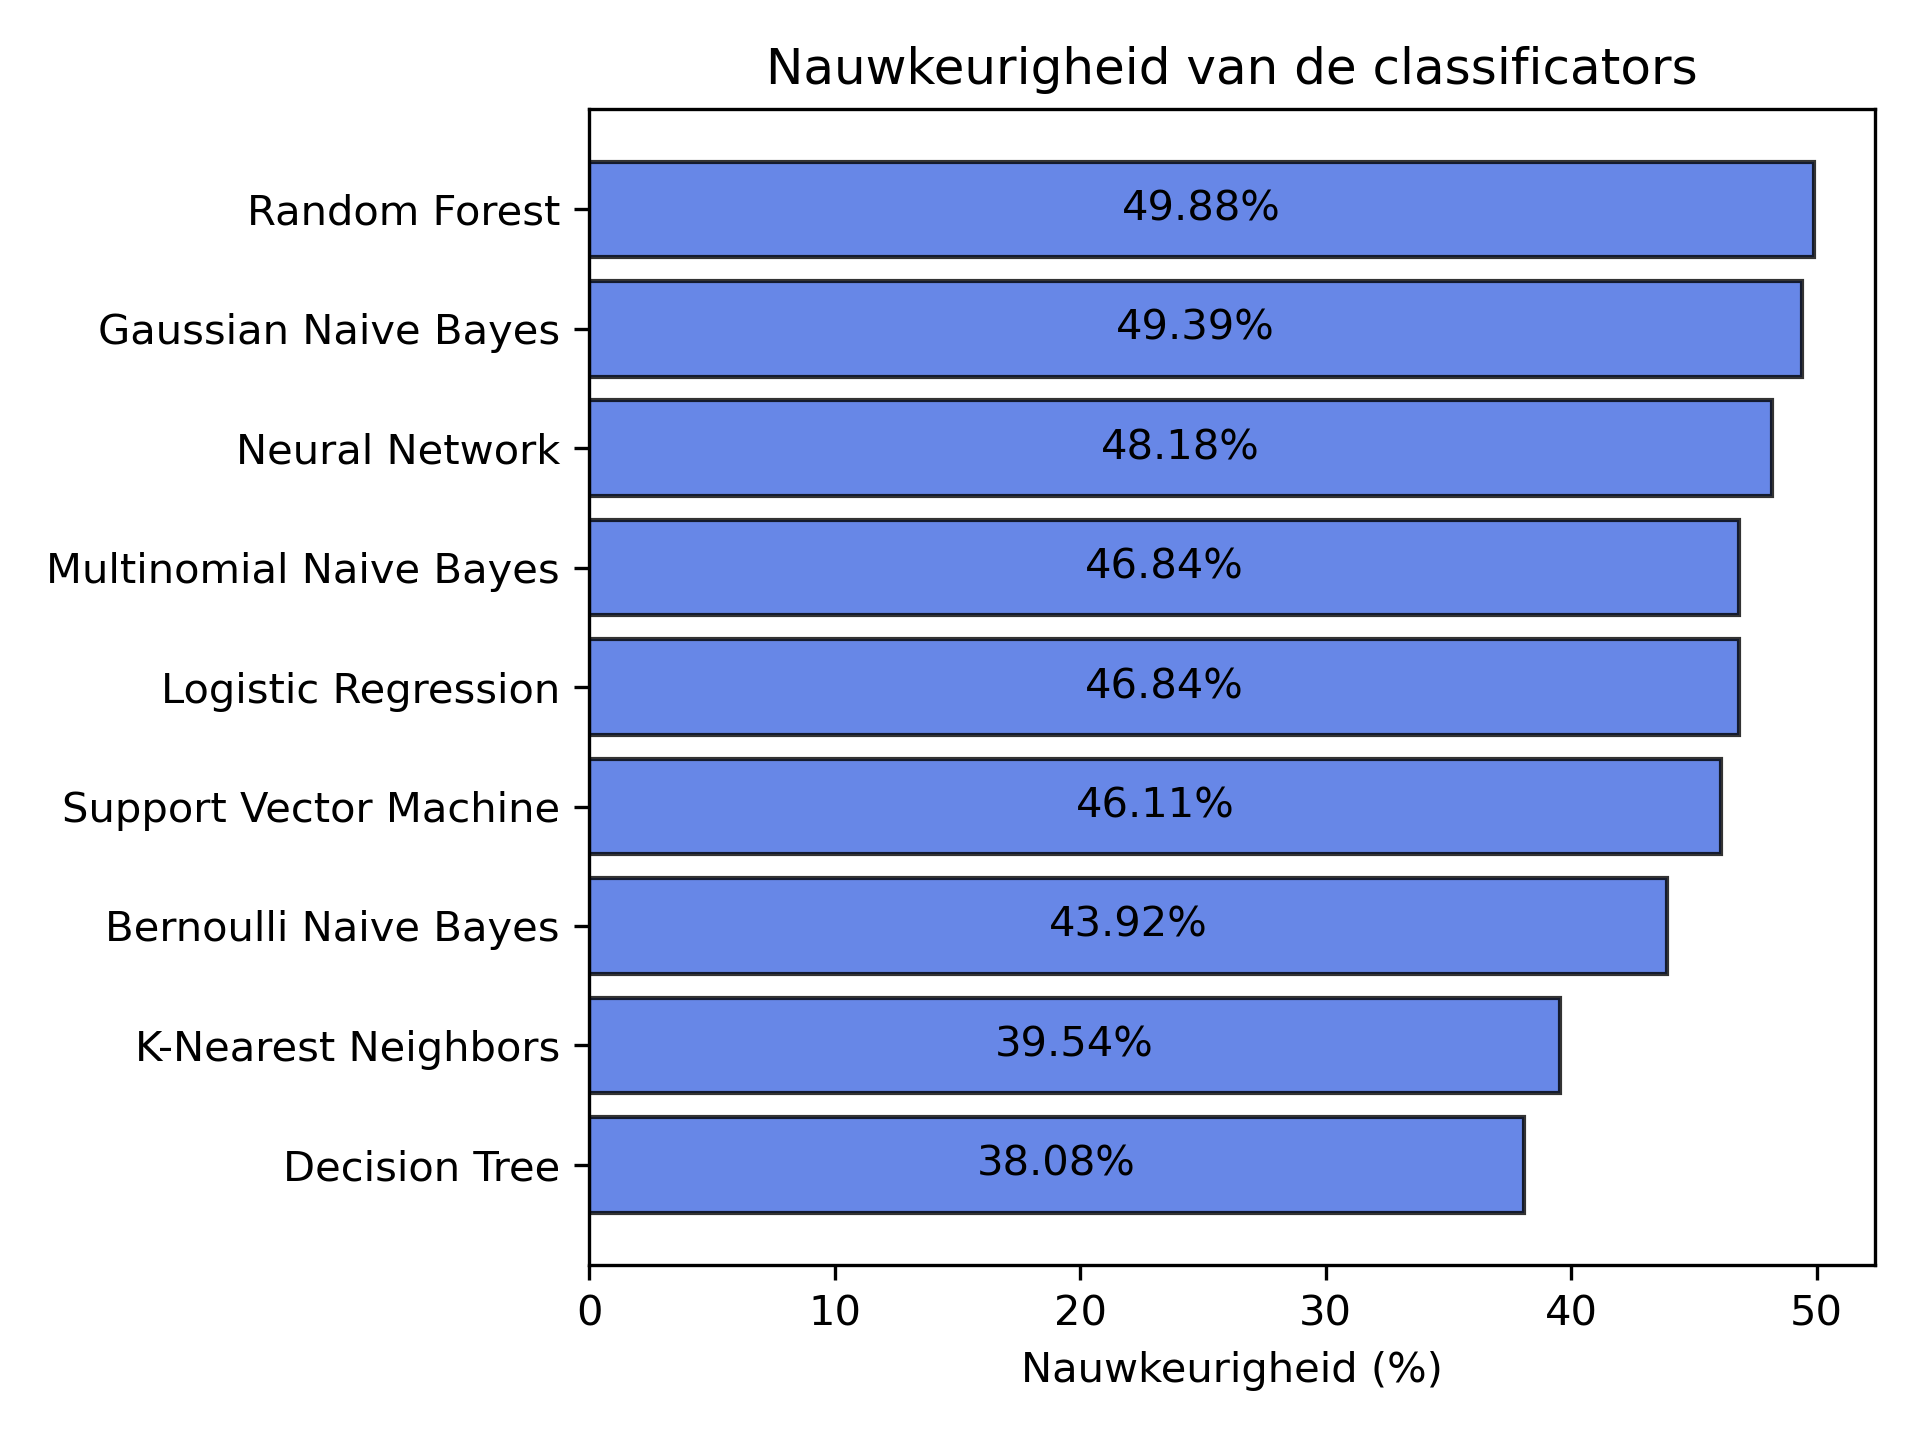 Nauwkeurigheid van de classificators
Random Forest 49.88%
Gaussian Naive Bayes 49.39%
Neural Network 48.18%
Multinomial Naive Bayes 46.84%
Logistic Regression 46.84%
Support Vector Machine 46.11%
Bernoulli Naive Bayes 43.92%
K-Nearest Neighbors 39.54%
Decision Tree 38.08%
0 10 20 30 40 50
Nauwkeurigheid (%)